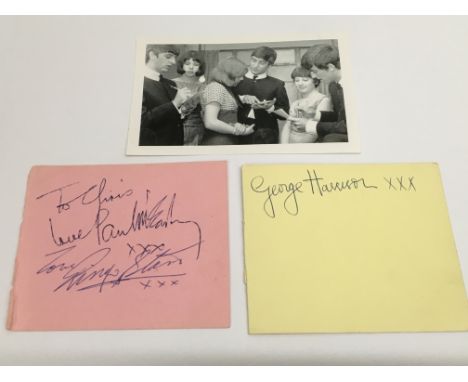 To Chris
love Paul McCartney
xxx
love Ringo Starr
xxx
George Harrison xxx